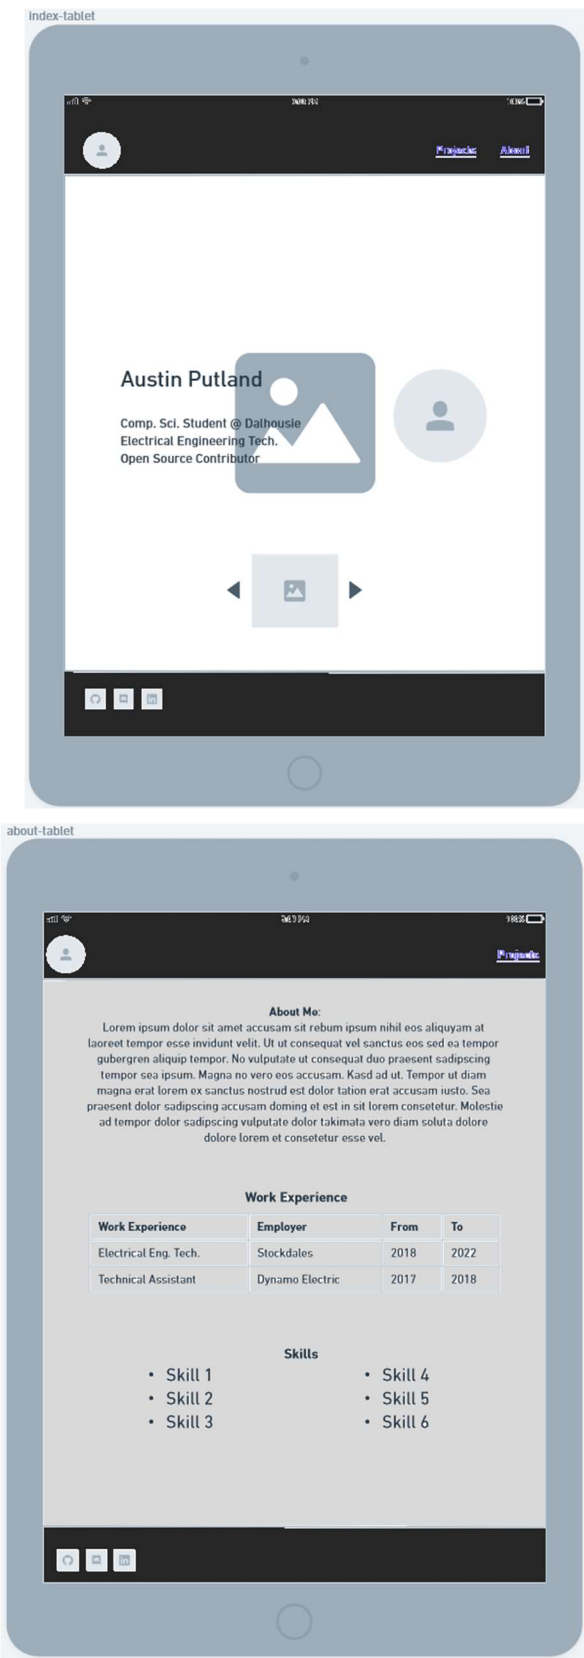 index-tablet
Projects About
Austin Putland
Comp. Sci. Student @ Dalhousie
Electrical Engineering Tech.
Open Source Contributor
about-tablet
Projects
About Me:
Lorem ipsum dolor sit amet accusam sit rebum ipsum nihil eos aliquyam at
laoreet tempor esse invidunt velit. Ut ut consequat vel sanctus eos sed ea tempor
gubergren aliquip tempor. No vulputate ut consequat duo praesent sadipscing
tempor sea ipsum. Magna no vero eos accusam. Kasd ad ut. Tempor ut diam
magna erat lorem ex sanctus nostrud est dolor tation erat accusam iusto. Sea
praesent dolor sadipscing accusam doming et est in sit lorem consetetur. Molestie
ad tempor dolor sadipscing vulputate dolor takimata vero diam soluta dolore
dolore lorem et consetetur esse vel.
Work Experience
Work Experience Employer From To
Electrical Eng. Tech. Stockdales 2018 2022
Technical Assistant Dynamo Electric 2017 2018
Skills
• Skill 1 • Skill 4
• Skill 2 • Skill 5
• Skill 3 • Skill 6
in